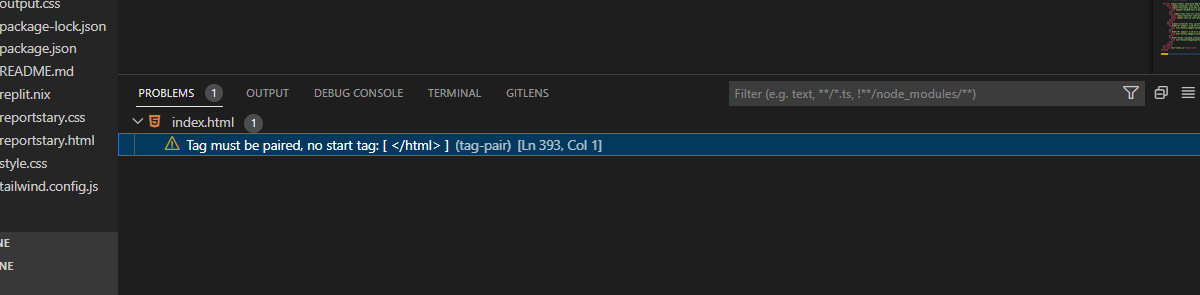 output.css
package-lock.json
package.json
README.md
replit.nix
reportstary.css
reportstary.html
style.css
tailwind.config.js
NE
NE
PROBLEMS 1 OUTPUT DEBUG CONSOLE TERMINAL GITLENS Filter (e.g. text, **/*.ts, !**/node_modules/**)
index.html 1
Tag must be paired, no start tag: [ </html> ] (tag-pair) [Ln 393, Col 1]